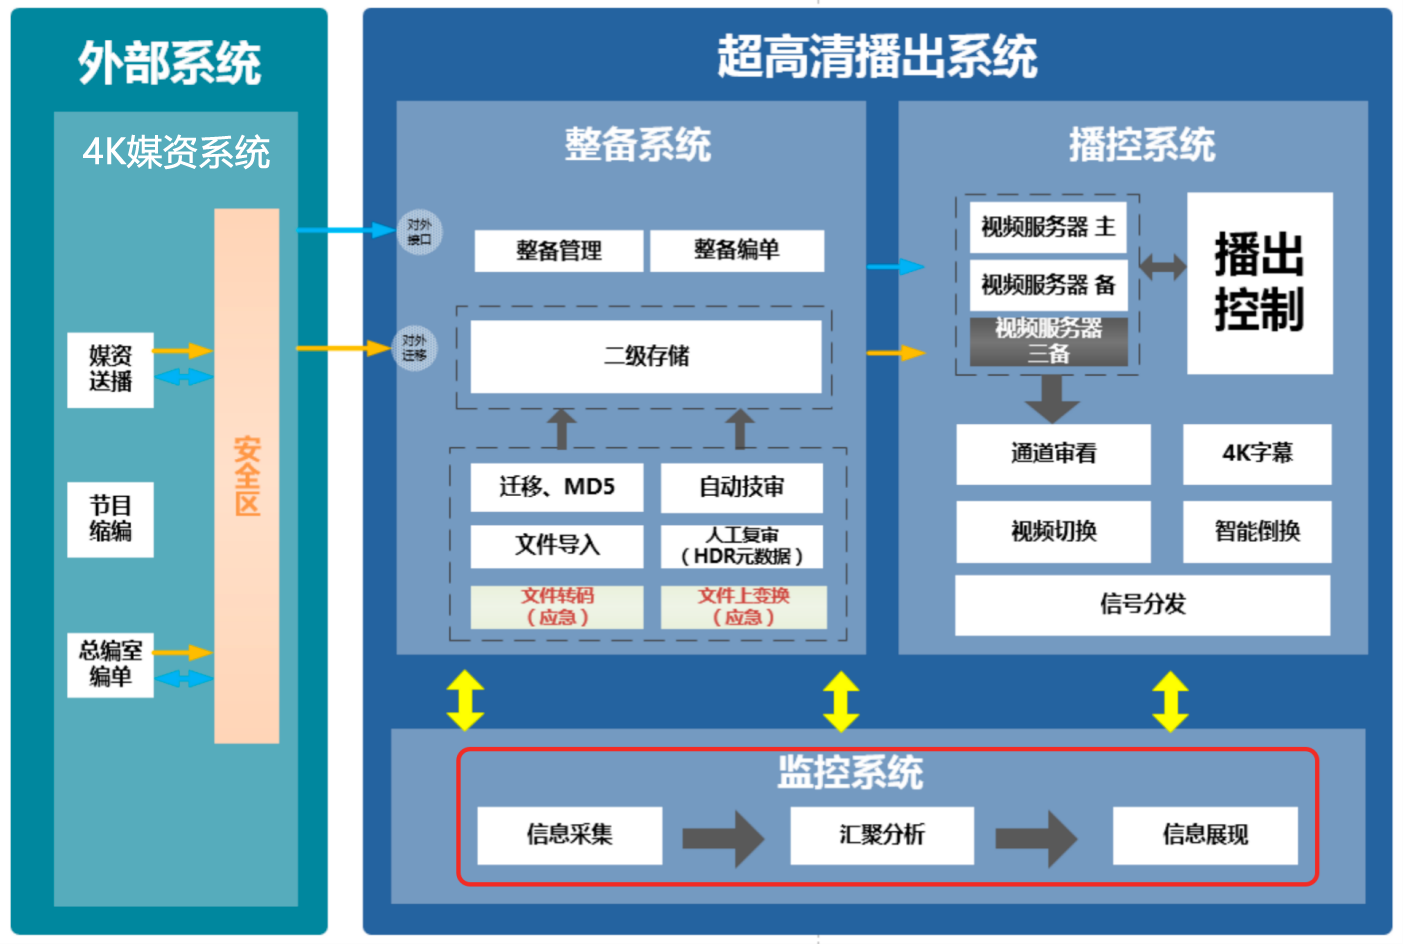 外部系统
4K媒资系统
媒资
送播
节目
缩编
总编室
编单
安全区
超高清播出系统
整备系统
对外
接口
对外
迁移
整备管理
整备编单
二级存储
迁移、MD5
自动技审
文件导入
人工复审
（HDR元数据）
文件转码
（应急）
文件上变换
（应急）
播控系统
视频服务器 主
视频服务器 备
视频服务器
三备
播出
控制
通道审看
4K字幕
视频切换
智能倒换
信号分发
监控系统
信息采集
汇聚分析
信息展现